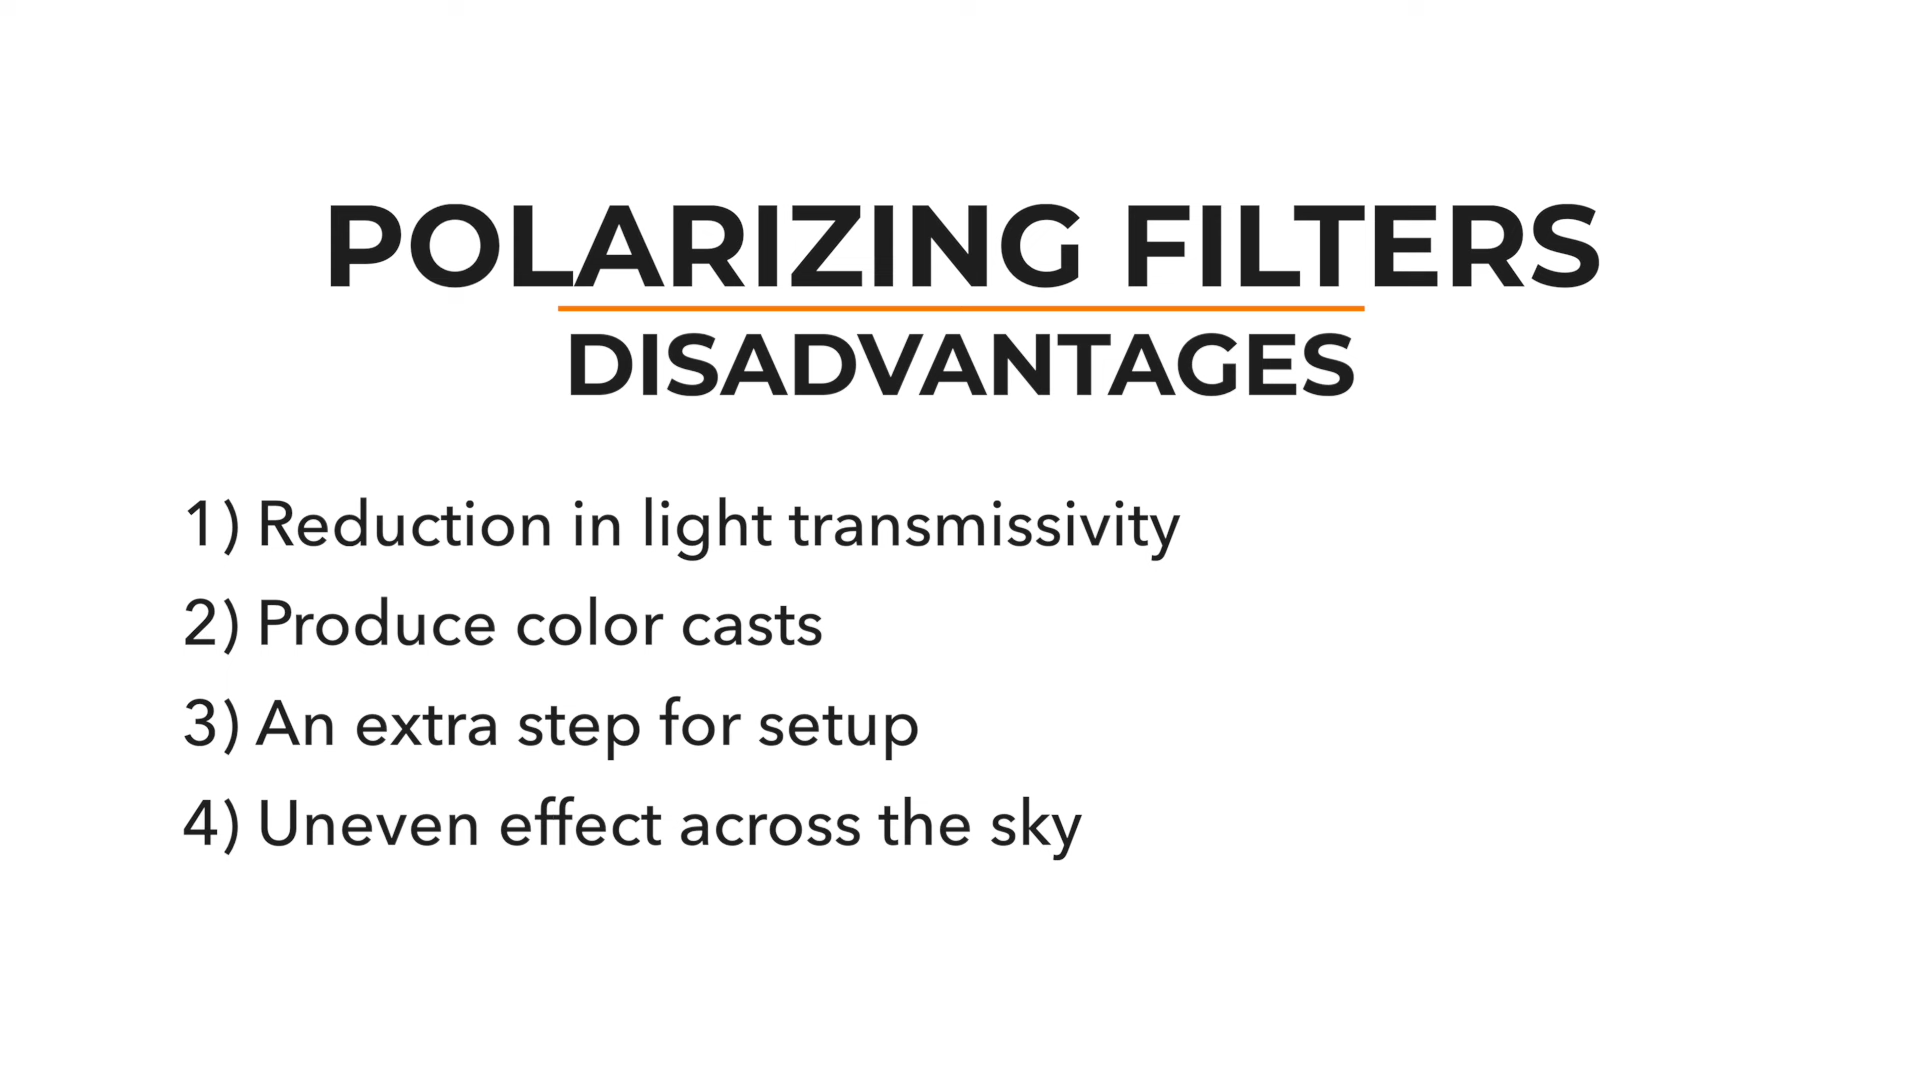 POLARIZING FILTERS
DISADVANTAGES
1) Reduction in light transmissivity
2) Produce color casts
3) An extra step for setup
4) Uneven effect across the sky